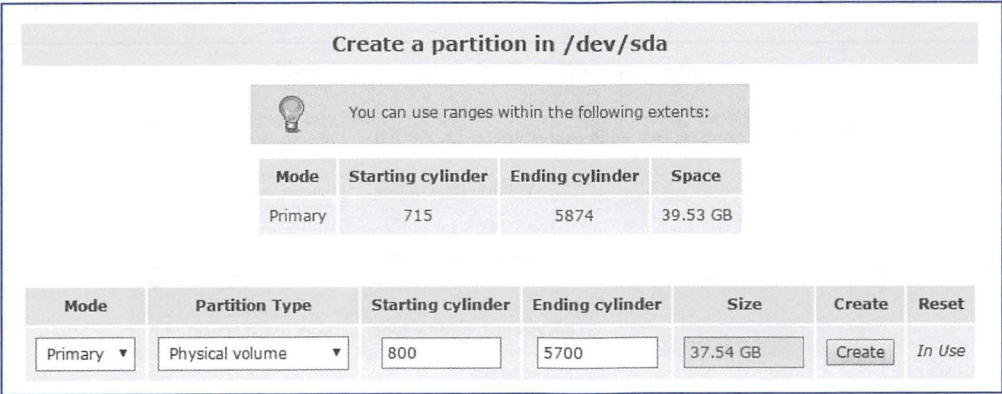 Create a partition in /dev/sda
You can use ranges within the following extents:
Mode Starting cylinder Ending cylinder Space
Primary 715 5874 39.53 GB
Mode Partition Type Starting cylinder Ending cylinder Size Create Reset
Primary Physical volume 800 5700 37.54 GB Create In Use